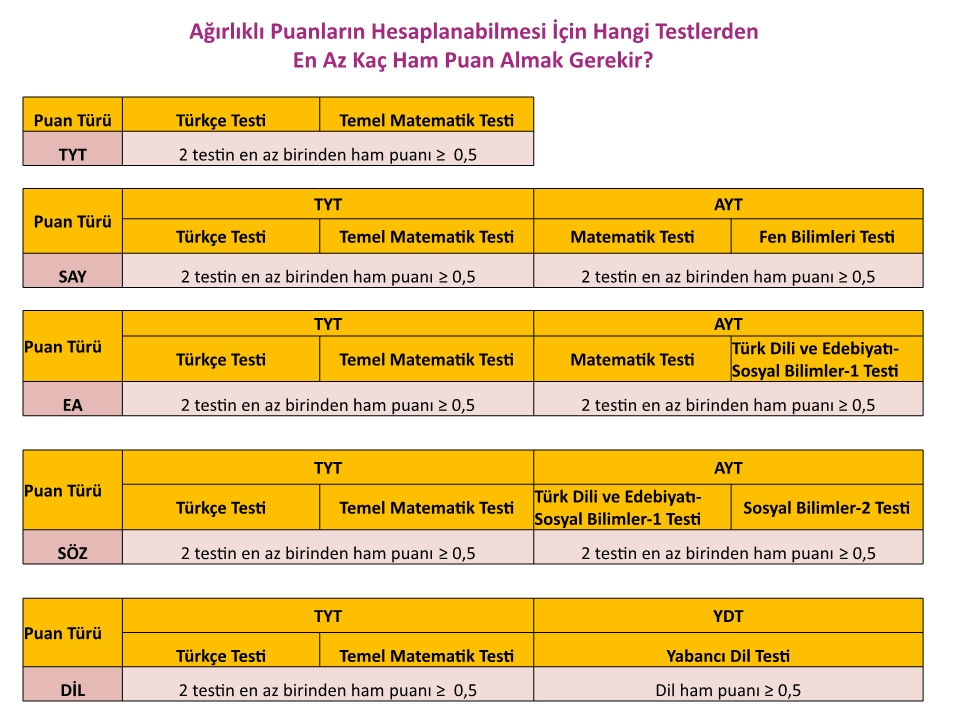 Ağırlıklı Puanların Hesaplanabilmesi İçin Hangi Testlerden
En Az Kaç Ham Puan Almak Gerekir?
Puan Türü Türkçe Testi Temel Matematik Testi
TYT 2 testin en az birinden ham puanı ≥ 0,5
Puan Türü TYT AYT
Türkçe Testi Temel Matematik Testi Matematik Testi Fen Bilimleri Testi
SAY 2 testin en az birinden ham puanı ≥ 0,5 2 testin en az birinden ham puanı ≥ 0,5
Puan Türü TYT AYT
Türkçe Testi Temel Matematik Testi Matematik Testi Türk Dili ve Edebiyatı-
Sosyal Bilimler-1 Testi
EA 2 testin en az birinden ham puanı ≥ 0,5 2 testin en az birinden ham puanı ≥ 0,5
Puan Türü TYT AYT
Türkçe Testi Temel Matematik Testi Türk Dili ve Edebiyatı-
Sosyal Bilimler-1 Testi Sosyal Bilimler-2 Testi
SÖZ 2 testin en az birinden ham puanı ≥ 0,5 2 testin en az birinden ham puanı ≥ 0,5
Puan Türü TYT YDT
Türkçe Testi Temel Matematik Testi Yabancı Dil Testi
DİL 2 testin en az birinden ham puanı ≥ 0,5 Dil ham puanı ≥ 0,5